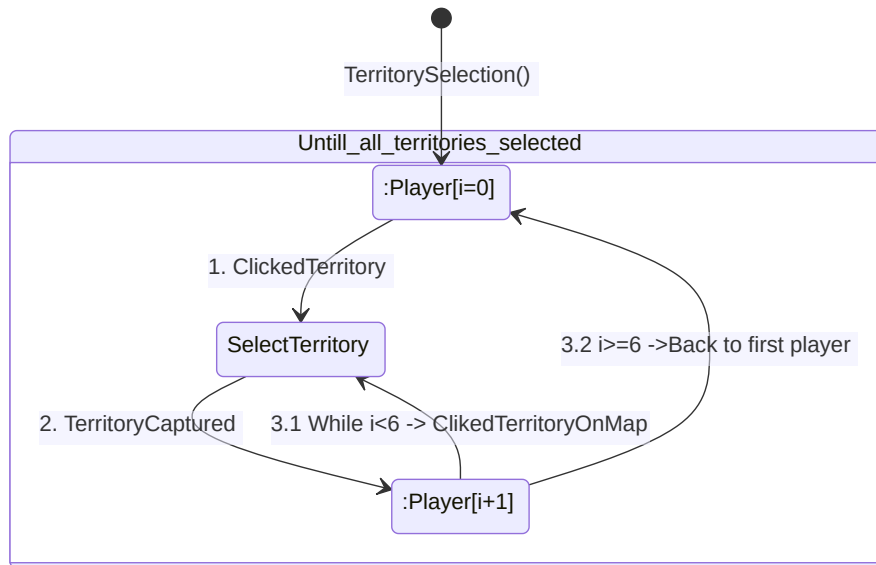 TerritorySelection()
Untill_all_territories_selected
:Player[i=0]
1. ClickedTerritory
SelectTerritory
3.2 i>=6 ->Back to first player
2. TerritoryCaptured
3.1 While i<6 -> ClikedTerritoryOnMap
:Player[i+1]